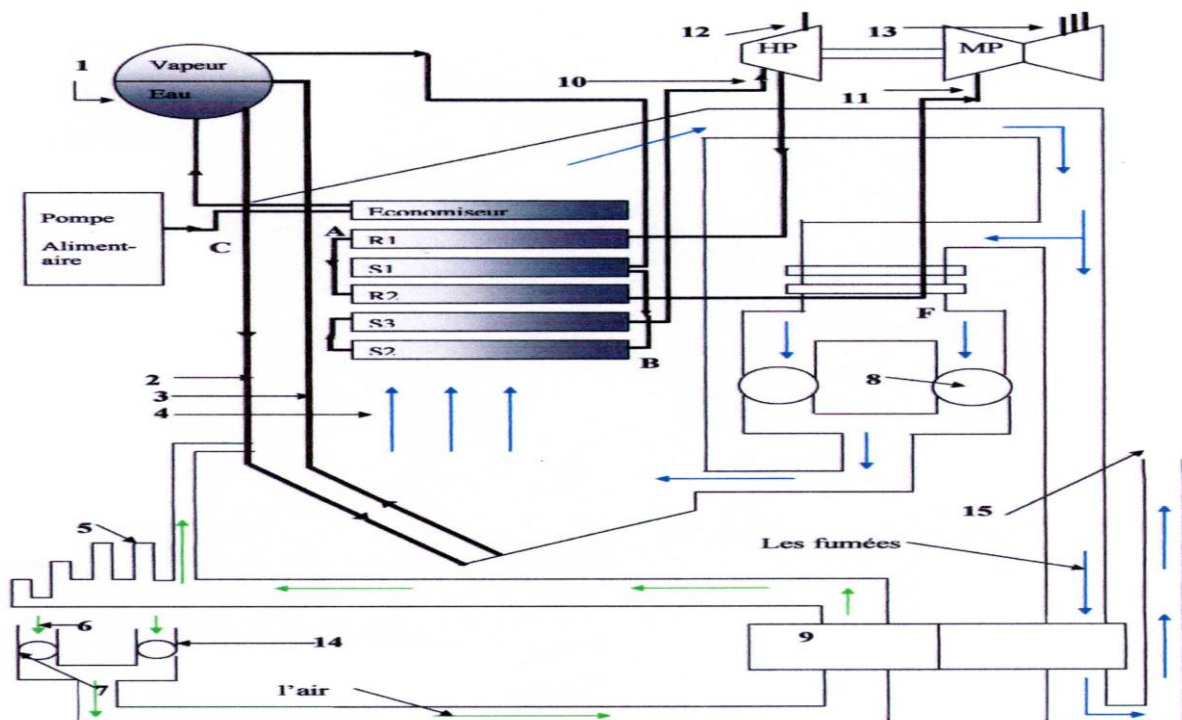 12
HP
13
MP
1
Vapeur
Eau
10
11
Pompe
Aliment-
aire
C
A
B
Economiseur
R1
S1
R2
S3
S2
F
2
3
4
8
5
15
Les fumées
6
14
9
7
l'air